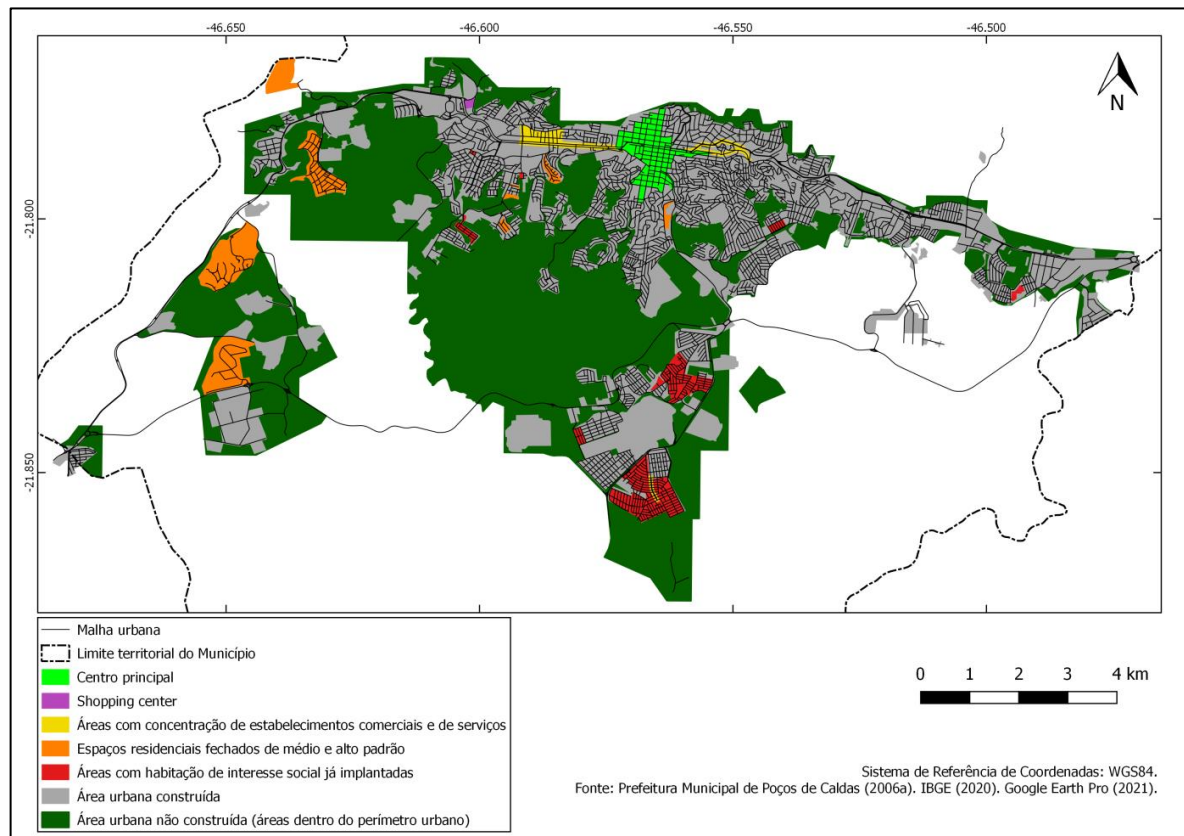 -46.650 -46.600 -46.550 -46.500
N
-21.800
-21.850
Malha urbana
Limite territorial do Município
Centro principal
Shopping center
Áreas com concentração de estabelecimentos comerciais e de serviços
Espaços residenciais fechados de médio e alto padrão
Áreas com habitação de interesse social já implantadas
Área urbana construída
Área urbana não construída (áreas dentro do perímetro urbano)
0 1 2 3 4 km
Sistema de Referência de Coordenadas: WGS84.
Fonte: Prefeitura Municipal de Poços de Caldas (2006a). IBGE (2020). Google Earth Pro (2021).